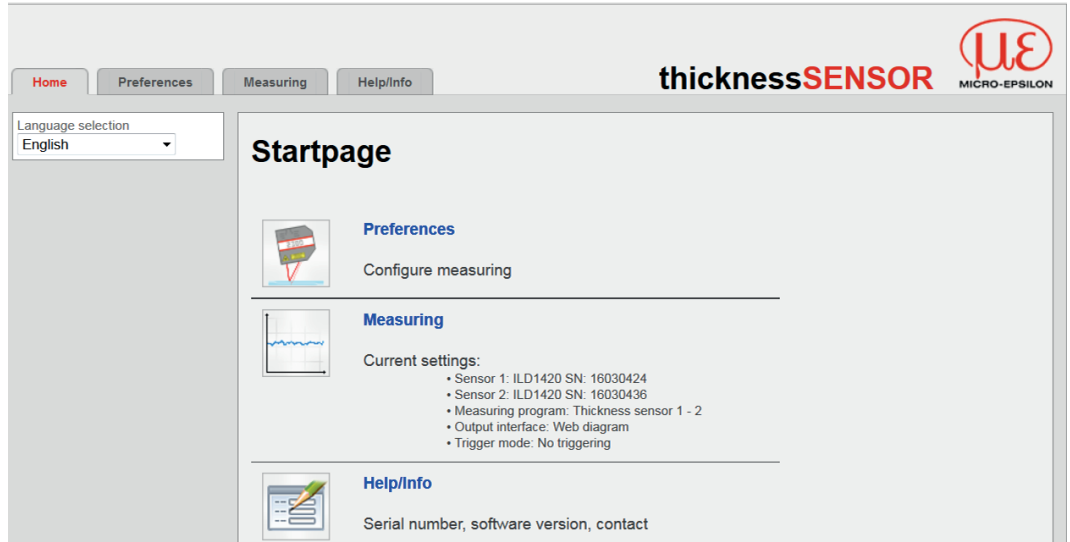 Home
Preferences
Measuring
Help/Info
thicknessSENSOR
με
MICRO-EPSILON
Language selection
English
Startpage
Preferences
Configure measuring
Measuring
Current settings:
• Sensor 1: ILD1420 SN: 16030424
• Sensor 2: ILD1420 SN: 16030436
• Measuring program: Thickness sensor 1 - 2
• Output interface: Web diagram
• Trigger mode: No triggering
Help/Info
Serial number, software version, contact